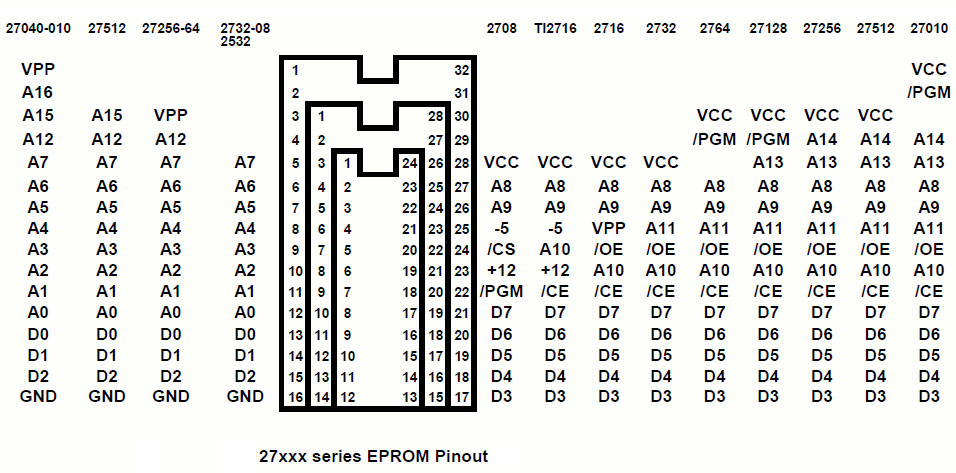 27040-010 27512 27256-64 2732-08 2708 TI2716 2716 2732 2764 27128 27256 27512 27010
2532
VPP 1 32 VCC
A16 2 31 /PGM
A15 A15 VPP 3 1 28 30 VCC VCC VCC VCC
A12 A12 A12 4 2 27 29 /PGM /PGM A14 A14 A14
A7 A7 A7 A7 5 3 1 24 26 28 VCC VCC VCC VCC A13 A13 A13 A13
A6 A6 A6 A6 6 4 2 23 25 27 A8 A8 A8 A8 A8 A8 A8 A8 A8
A5 A5 A5 A5 7 5 3 22 24 26 A9 A9 A9 A9 A9 A9 A9 A9 A9
A4 A4 A4 A4 8 6 4 21 23 25 -5 -5 VPP A11 A11 A11 A11 A11 A11
A3 A3 A3 A3 9 7 5 20 22 24 /CS A10 /OE /OE /OE /OE /OE /OE /OE
A2 A2 A2 A2 10 8 6 19 21 23 +12 +12 A10 A10 A10 A10 A10 A10 A10
A1 A1 A1 A1 11 9 7 18 20 22 /PGM /CE /CE /CE /CE /CE /CE /CE /CE
A0 A0 A0 A0 12 10 8 17 19 21 D7 D7 D7 D7 D7 D7 D7 D7 D7
D0 D0 D0 D0 13 11 9 16 18 20 D6 D6 D6 D6 D6 D6 D6 D6 D6
D1 D1 D1 D1 14 12 10 15 17 19 D5 D5 D5 D5 D5 D5 D5 D5 D5
D2 D2 D2 D2 15 13 11 14 16 18 D4 D4 D4 D4 D4 D4 D4 D4 D4
GND GND GND GND 16 14 12 13 15 17 D3 D3 D3 D3 D3 D3 D3 D3 D3
27xxx series EPROM Pinout